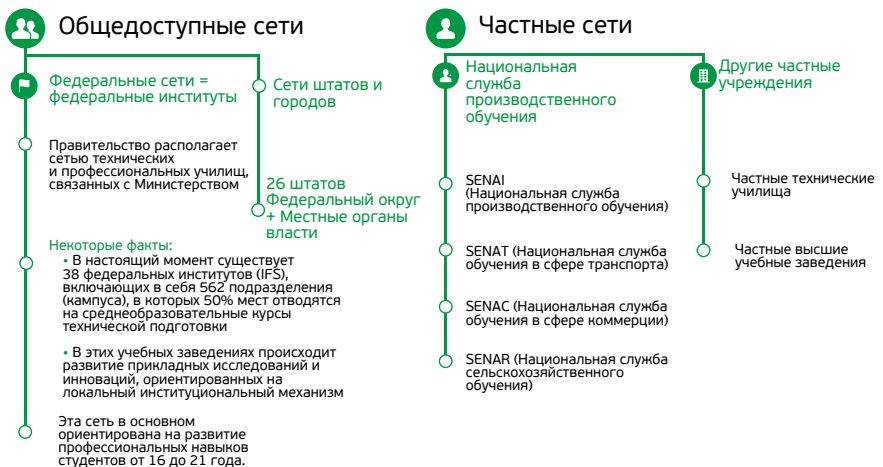 Общедоступные сети
Федеральные сети =
федеральные институты
Правительство располагает
сетью технических
и профессиональных училищ,
связанных с Министерством
Некоторые факты:
• В настоящий момент существует
38 федеральных институтов (IFS),
включающих в себя 562 подразделения
(кампуса), в которых 50% мест отводятся
на среднеобразовательные курсы
технической подготовки
• В этих учебных заведениях происходит
развитие прикладных исследований и
инноваций, ориентированных на
локальный институциональный механизм
Эта сеть в основном
ориентирована на развитие
профессиональных навыков
студентов от 16 до 21 года.
Сети штатов и
городов
26 штатов
Федеральный округ
+ Местные органы
власти
Частные сети
Национальная
служба
производственного
обучения
SENAI
(Национальная служба
производственного обучения)
SENAT (Национальная служба
обучения в сфере транспорта)
SENAC (Национальная служба
обучения в сфере коммерции)
SENAR (Национальная служба
сельскохозяйственного
обучения)
Другие частные
учреждения
Частные технические
училища
Частные высшие
учебные заведения